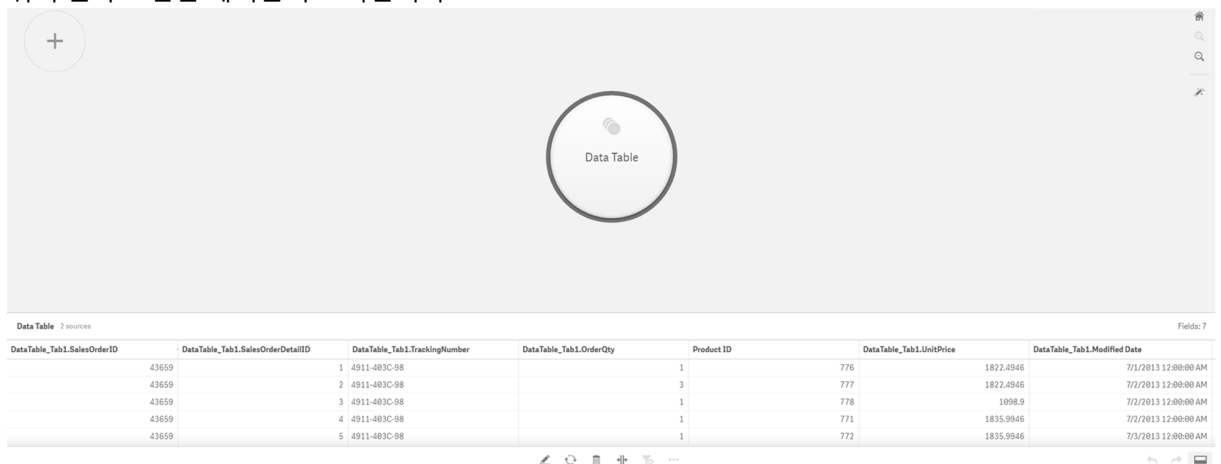 Data Table
Data Table 2 sources Fields: 7
DataTable_Tab1.SalesOrderID DataTable_Tab1.SalesOrderDetailID DataTable_Tab1.TrackingNumber DataTable_Tab1.OrderQty Product ID DataTable_Tab1.UnitPrice DataTable_Tab1.Modified Date
43659 1 4911-403C-98 1 776 1822.4946 7/1/2013 12:00:00 AM
43659 2 4911-403C-98 3 777 1822.4946 7/2/2013 12:00:00 AM
43659 3 4911-403C-98 1 778 1098.9 7/2/2013 12:00:00 AM
43659 4 4911-403C-98 1 771 1835.9946 7/2/2013 12:00:00 AM
43659 5 4911-403C-98 1 772 1835.9946 7/3/2013 12:00:00 AM